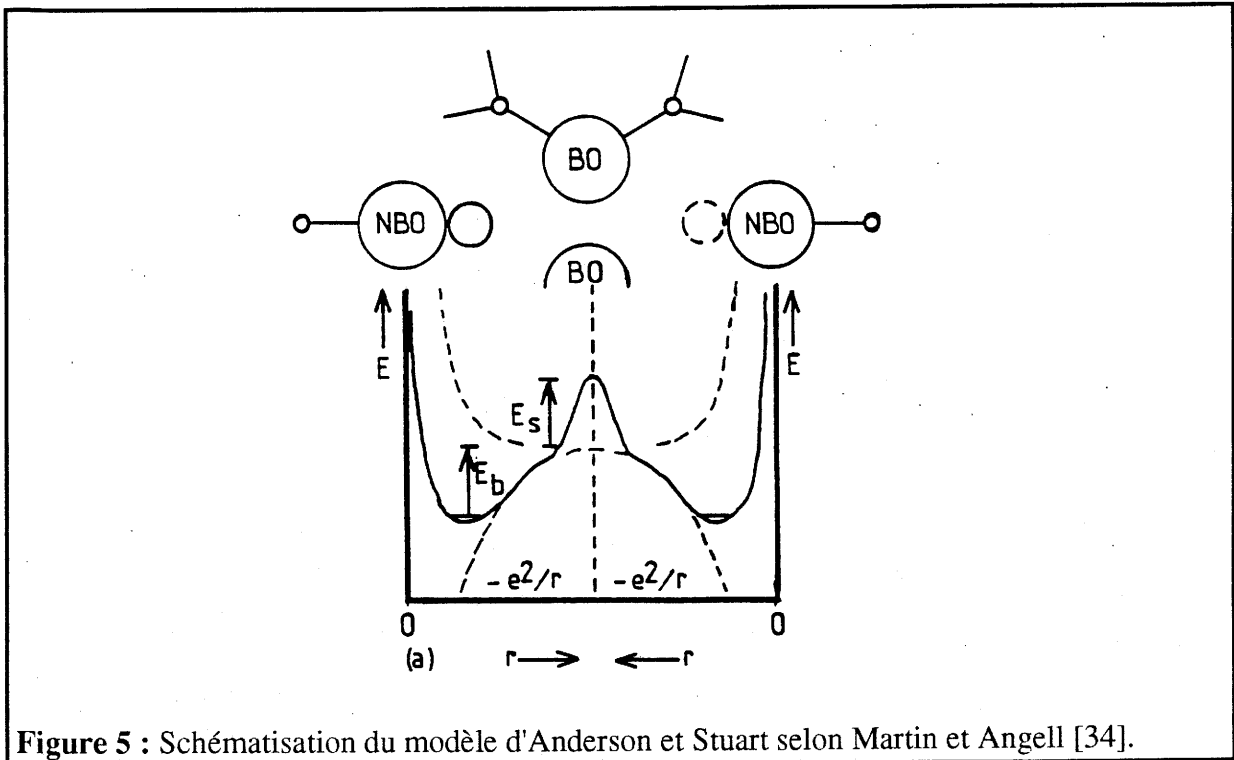 BO
NBO
NBO
BO
E
E
E_s
E_b
-e²/r
-e²/r
0
0
(a)
r
r
Figure 5 : Schématisation du modèle d'Anderson et Stuart selon Martin et Angell [34].